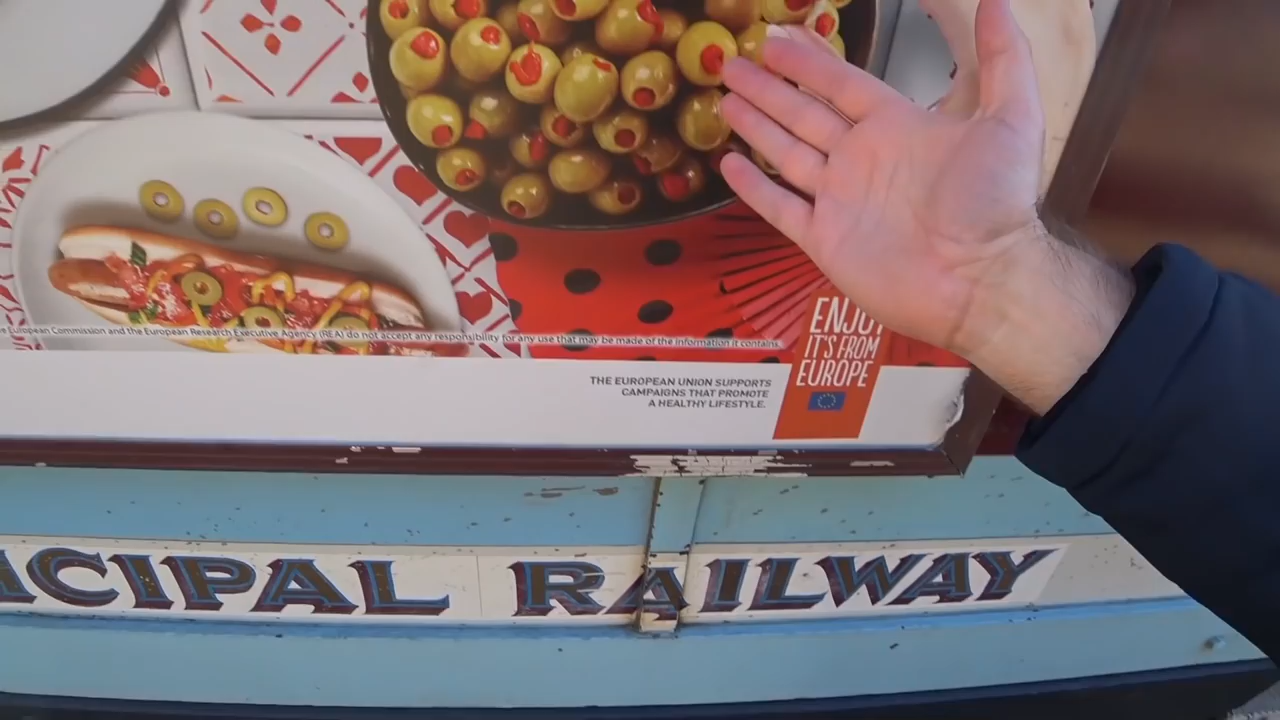 European Commission and the European Research Executive Agency (REA) do not accept any responsibility for any use that may be made of the information it contains.
ENJOY
IT'S FROM
EUROPE
THE EUROPEAN UNION SUPPORTS
CAMPAIGNS THAT PROMOTE
A HEALTHY LIFESTYLE.
ICIPAL RAILWAY